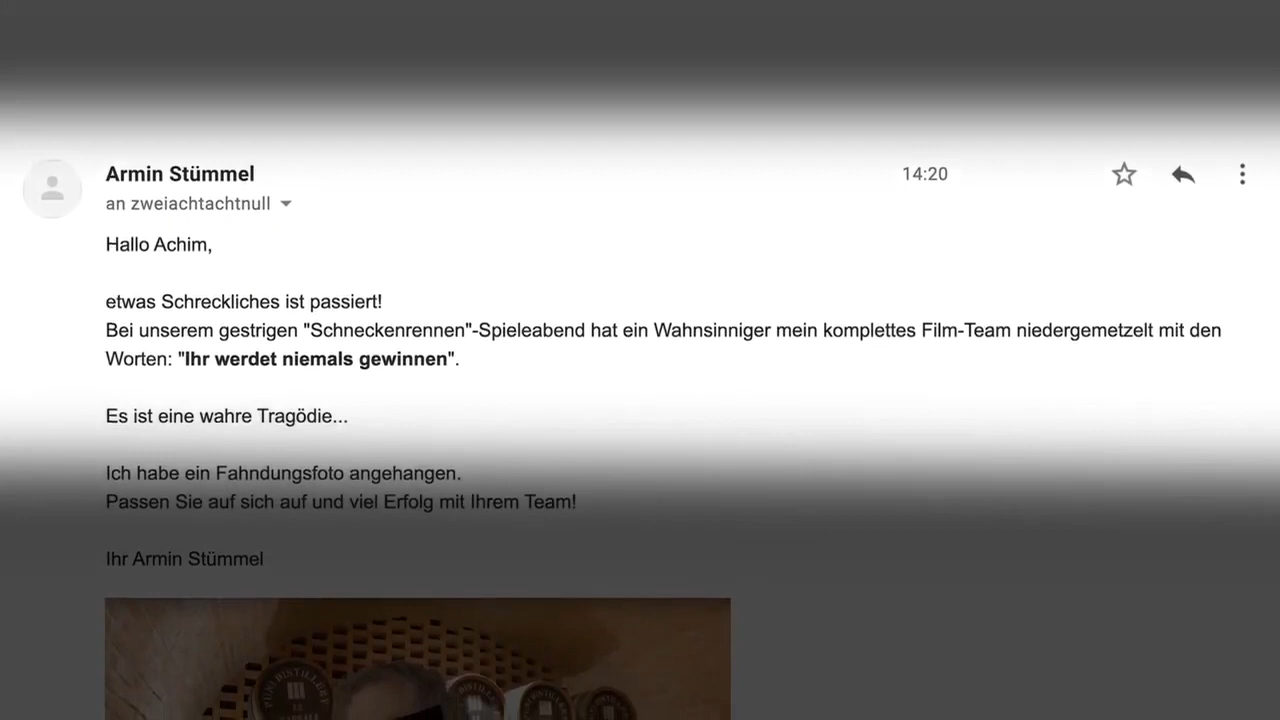 Armin Stümmel
14:20
an zweiachtachtnull
Hallo Achim,
etwas Schreckliches ist passiert!
Bei unserem gestrigen "Schneckenrennen"-Spieleabend hat ein Wahnsinniger mein komplettes Film-Team niedergemetzelt mit den
Worten: "Ihr werdet niemals gewinnen".
Es ist eine wahre Tragödie...
Ich habe ein Fahndungsfoto angehangen.
Passen Sie auf sich auf und viel Erfolg mit Ihrem Team!
Ihr Armin Stümmel
PUNI DISTILLERY